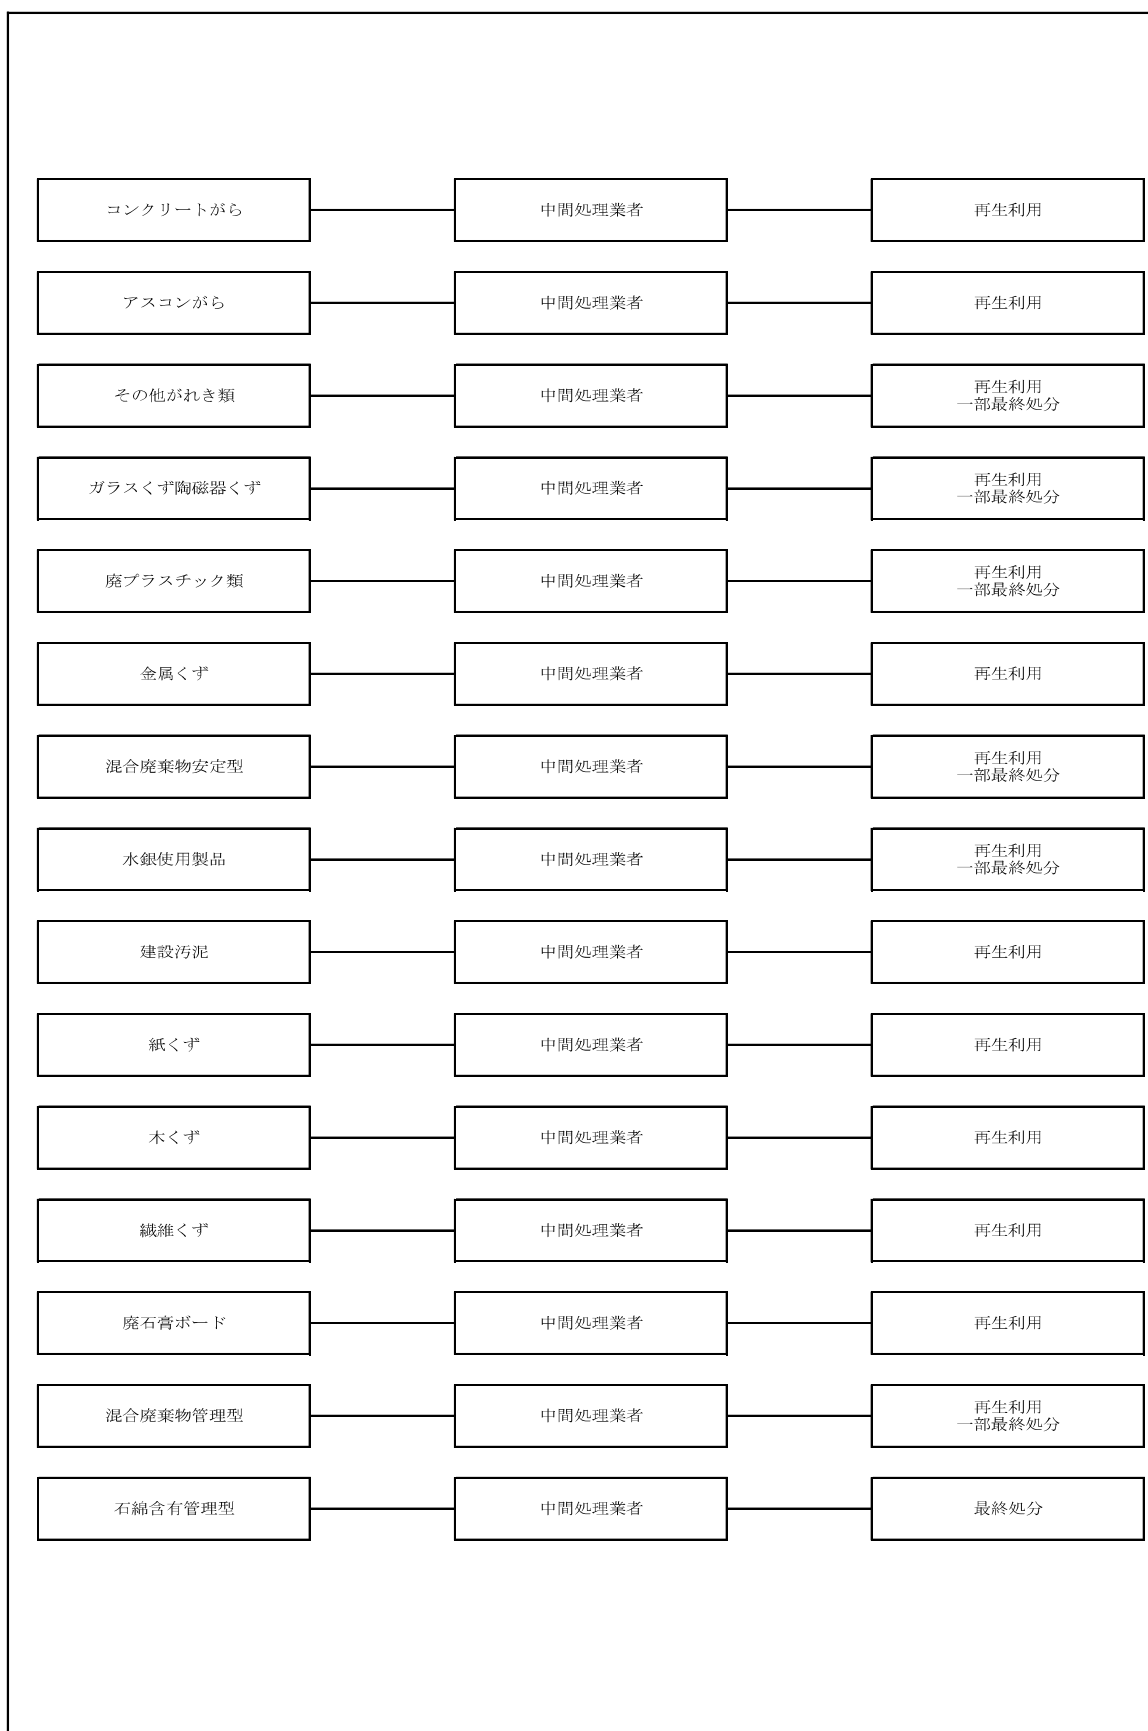 コンクリートがら
中間処理業者
再生利用
アスコンがら
中間処理業者
再生利用
その他がれき類
中間処理業者
再生利用
一部最終処分
ガラスくず陶磁器くず
中間処理業者
再生利用
一部最終処分
廃プラスチック類
中間処理業者
再生利用
一部最終処分
金属くず
中間処理業者
再生利用
混合廃棄物安定型
中間処理業者
再生利用
一部最終処分
水銀使用製品
中間処理業者
再生利用
一部最終処分
建設汚泥
中間処理業者
再生利用
紙くず
中間処理業者
再生利用
木くず
中間処理業者
再生利用
繊維くず
中間処理業者
再生利用
廃石膏ボード
中間処理業者
再生利用
混合廃棄物管理型
中間処理業者
再生利用
一部最終処分
石綿含有管理型
中間処理業者
最終処分